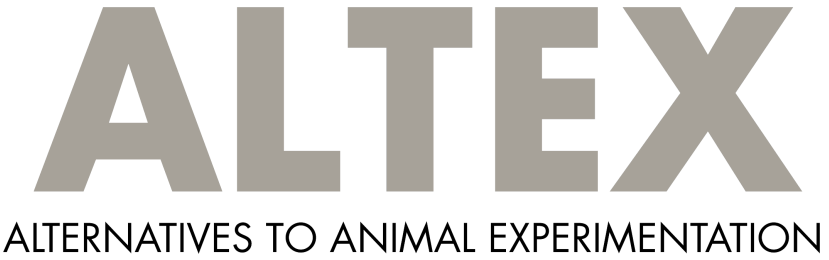 ALTEX
ALTERNATIVES TO ANIMAL EXPERIMENTATION